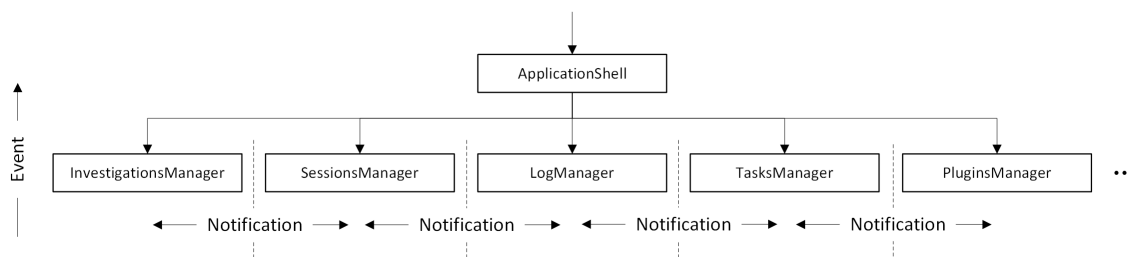 ApplicationShell
Event
InvestigationsManager
SessionsManager
LogManager
TasksManager
PluginsManager
..
Notification
Notification
Notification
Notification